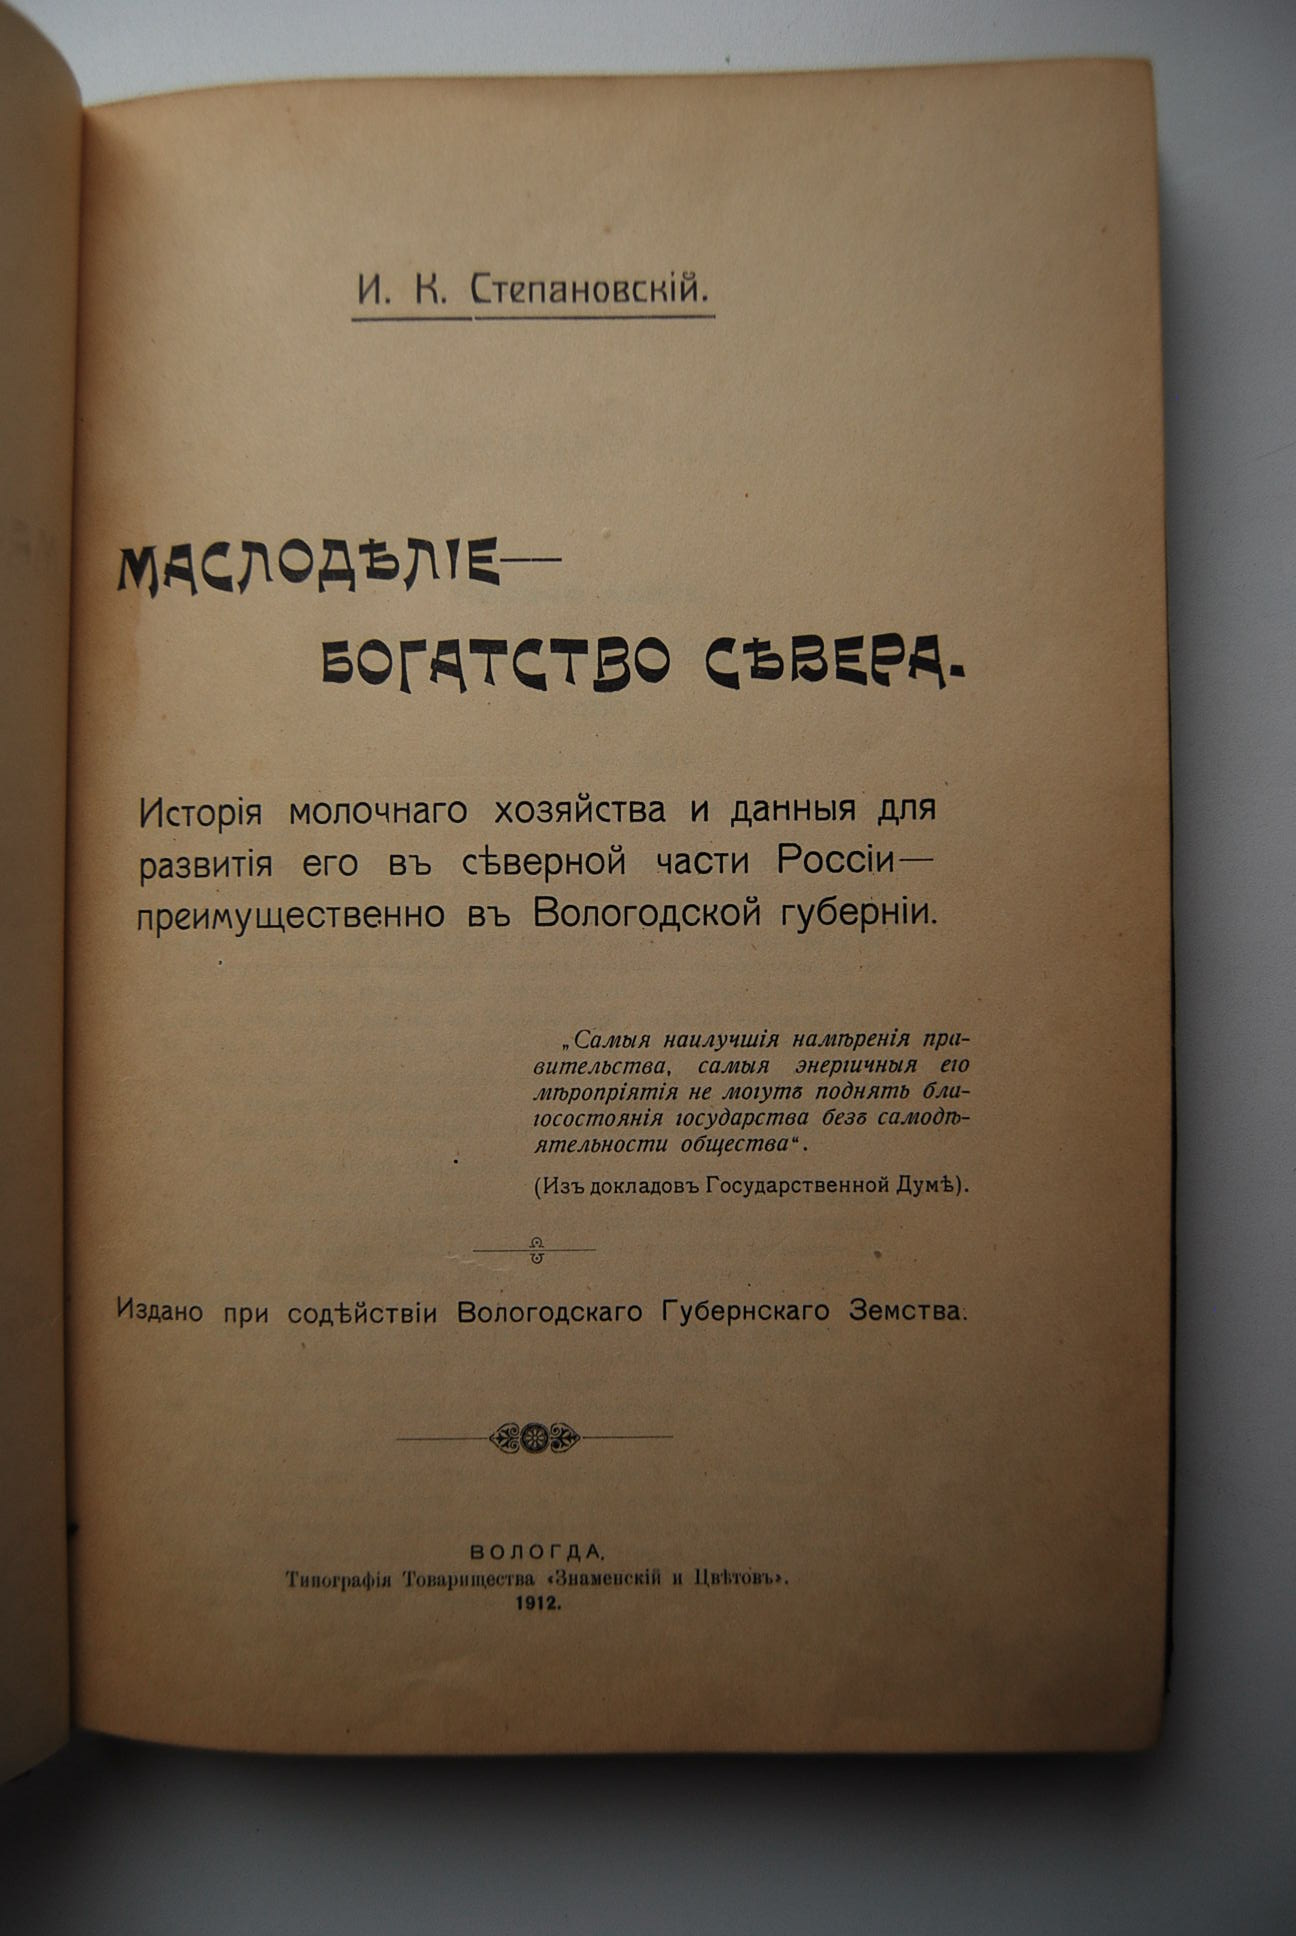 И. К. Степановскій.
МАСЛОДѢЛІЕ—
БОГАТСТВО СѢВЕРА.
Исторія молочнаго хозяйства и данныя для
развитія его въ сѣверной части Россіи—
преимущественно въ Вологодской губерніи.
„Самыя наилучшія намѣренія пра-
вительства, самыя энергичныя его
мѣропріятія не могутъ поднять бла-
госостоянія государства безъ самодѣ-
ятельности общества“.
(Изъ докладовъ Государственной Думѣ).
Издано при содѣйствіи Вологодскаго Губернскаго Земства.
ВОЛОГДА,
Типографія Товарищества «Знаменскій и Цвѣтовъ».
1912.